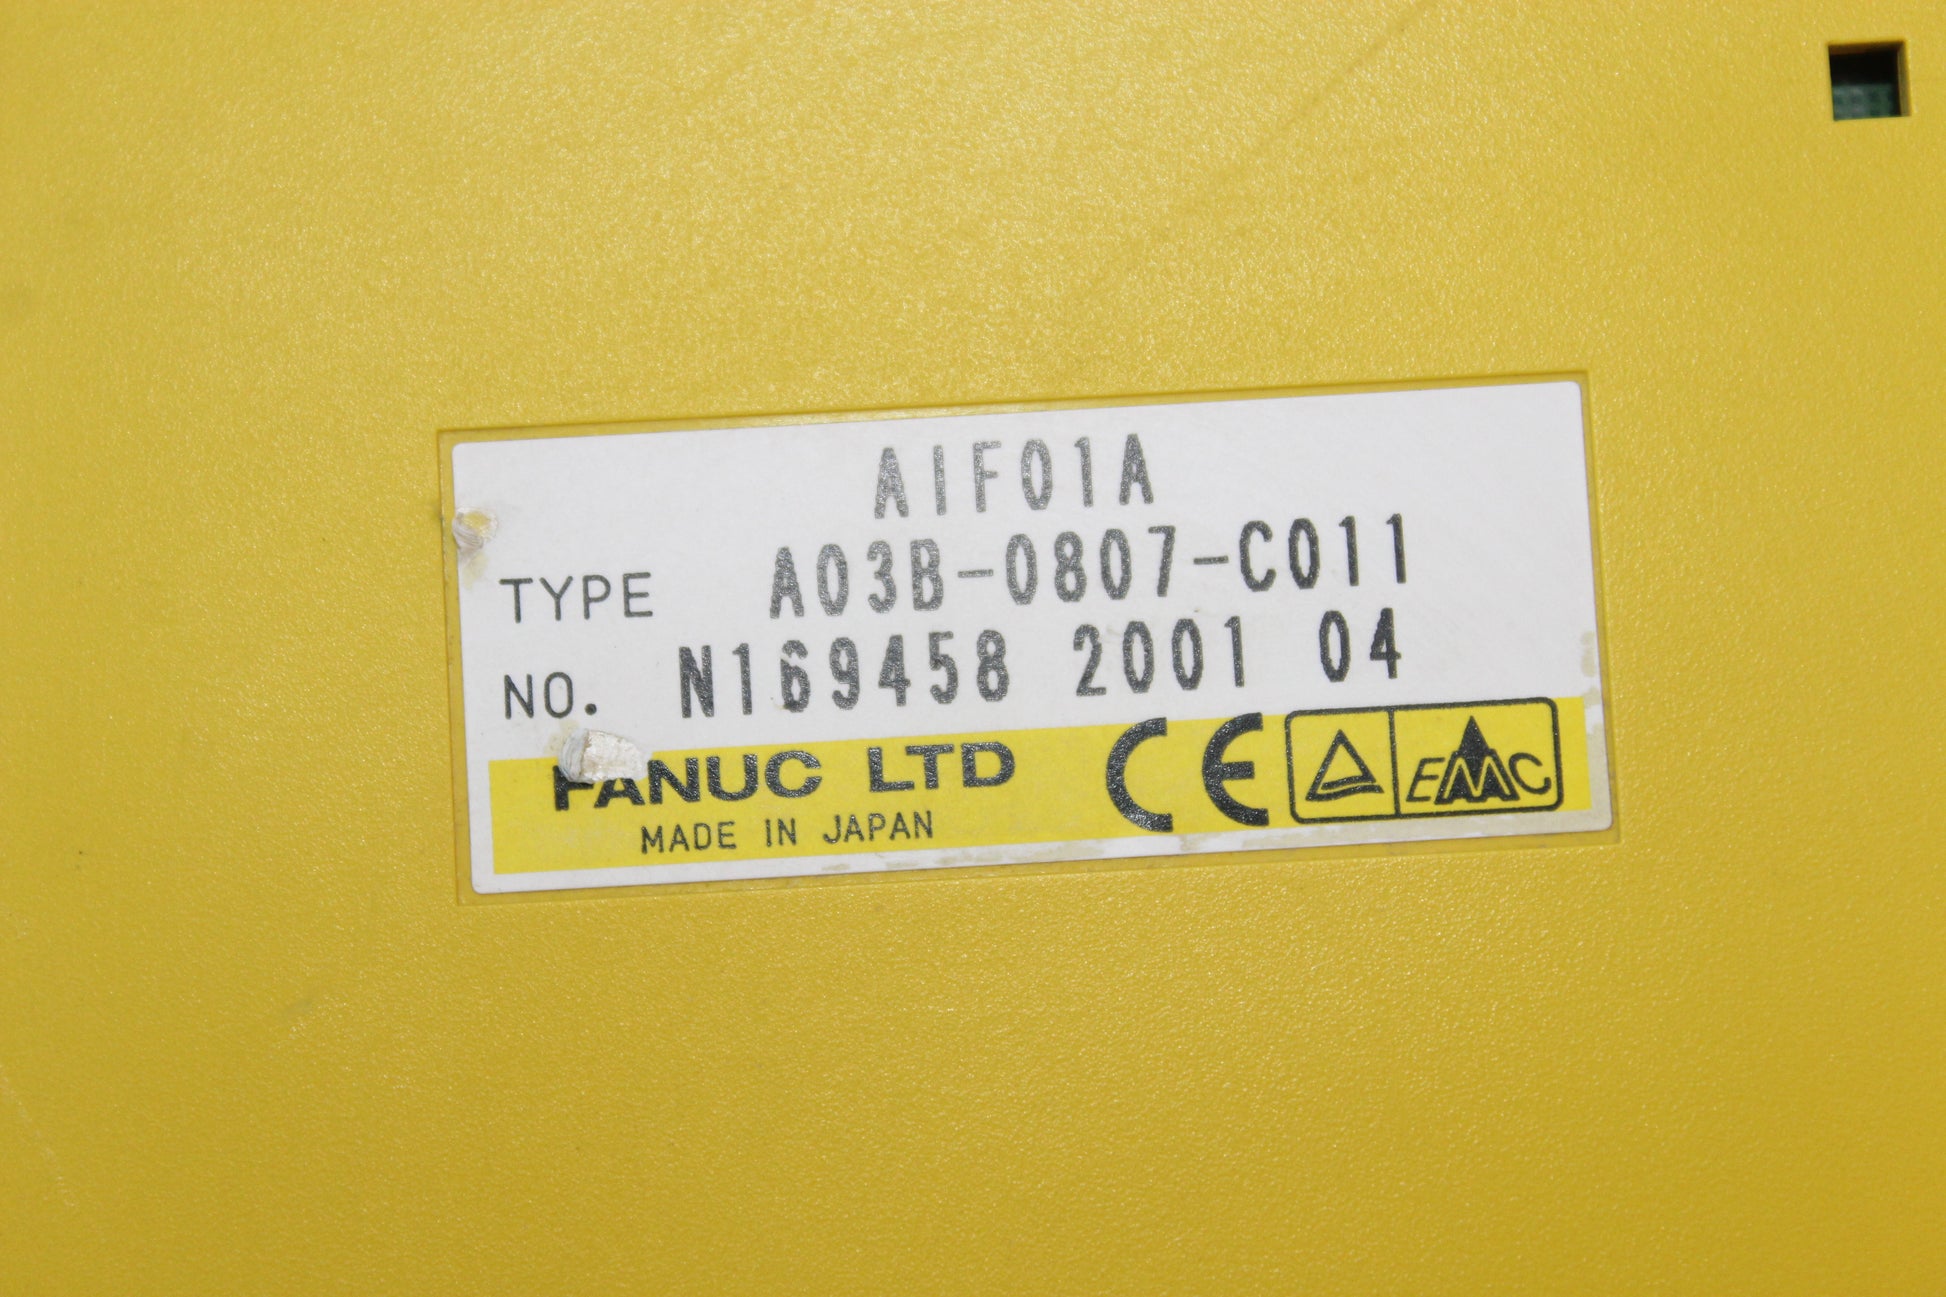 AIF01A
TYPE A03B-0807-C011
NO. N169458 2001 04
FANUC LTD CE EMC
MADE IN JAPAN